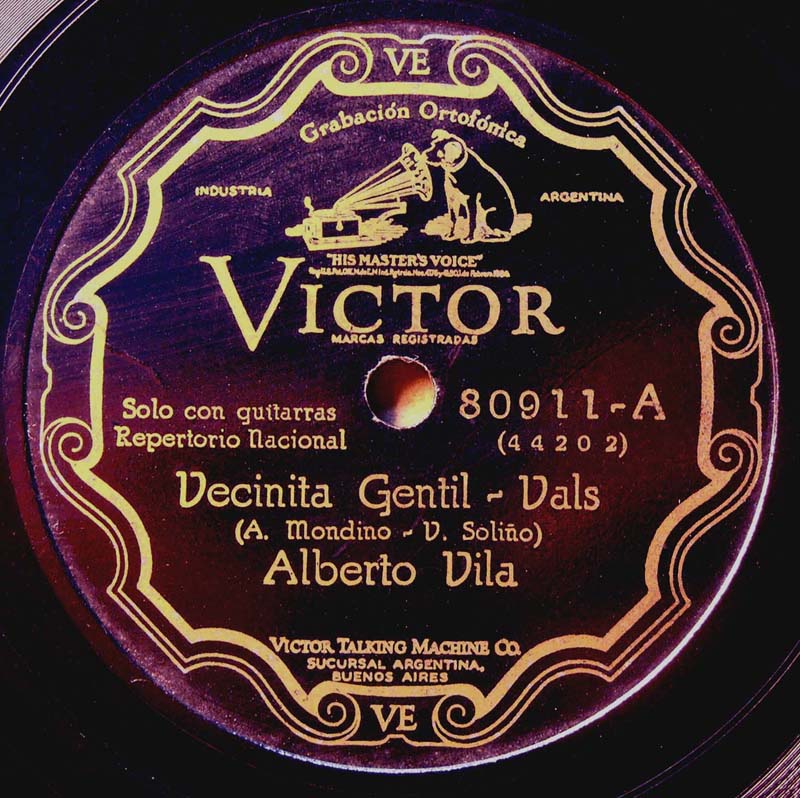 VE
Grabación Ortofónica
INDUSTRIA
ARGENTINA
"HIS MASTER'S VOICE"
VICTOR
MARCAS REGISTRADAS
80911-A
(44202)
Solo con guitarras
Repertorio Nacional
Vecinita Gentil - Vals
(A. Mondino - V. Soliño)
Alberto Vila
VICTOR TALKING MACHINE CO.
SUCURSAL ARGENTINA,
BUENOS AIRES
VE